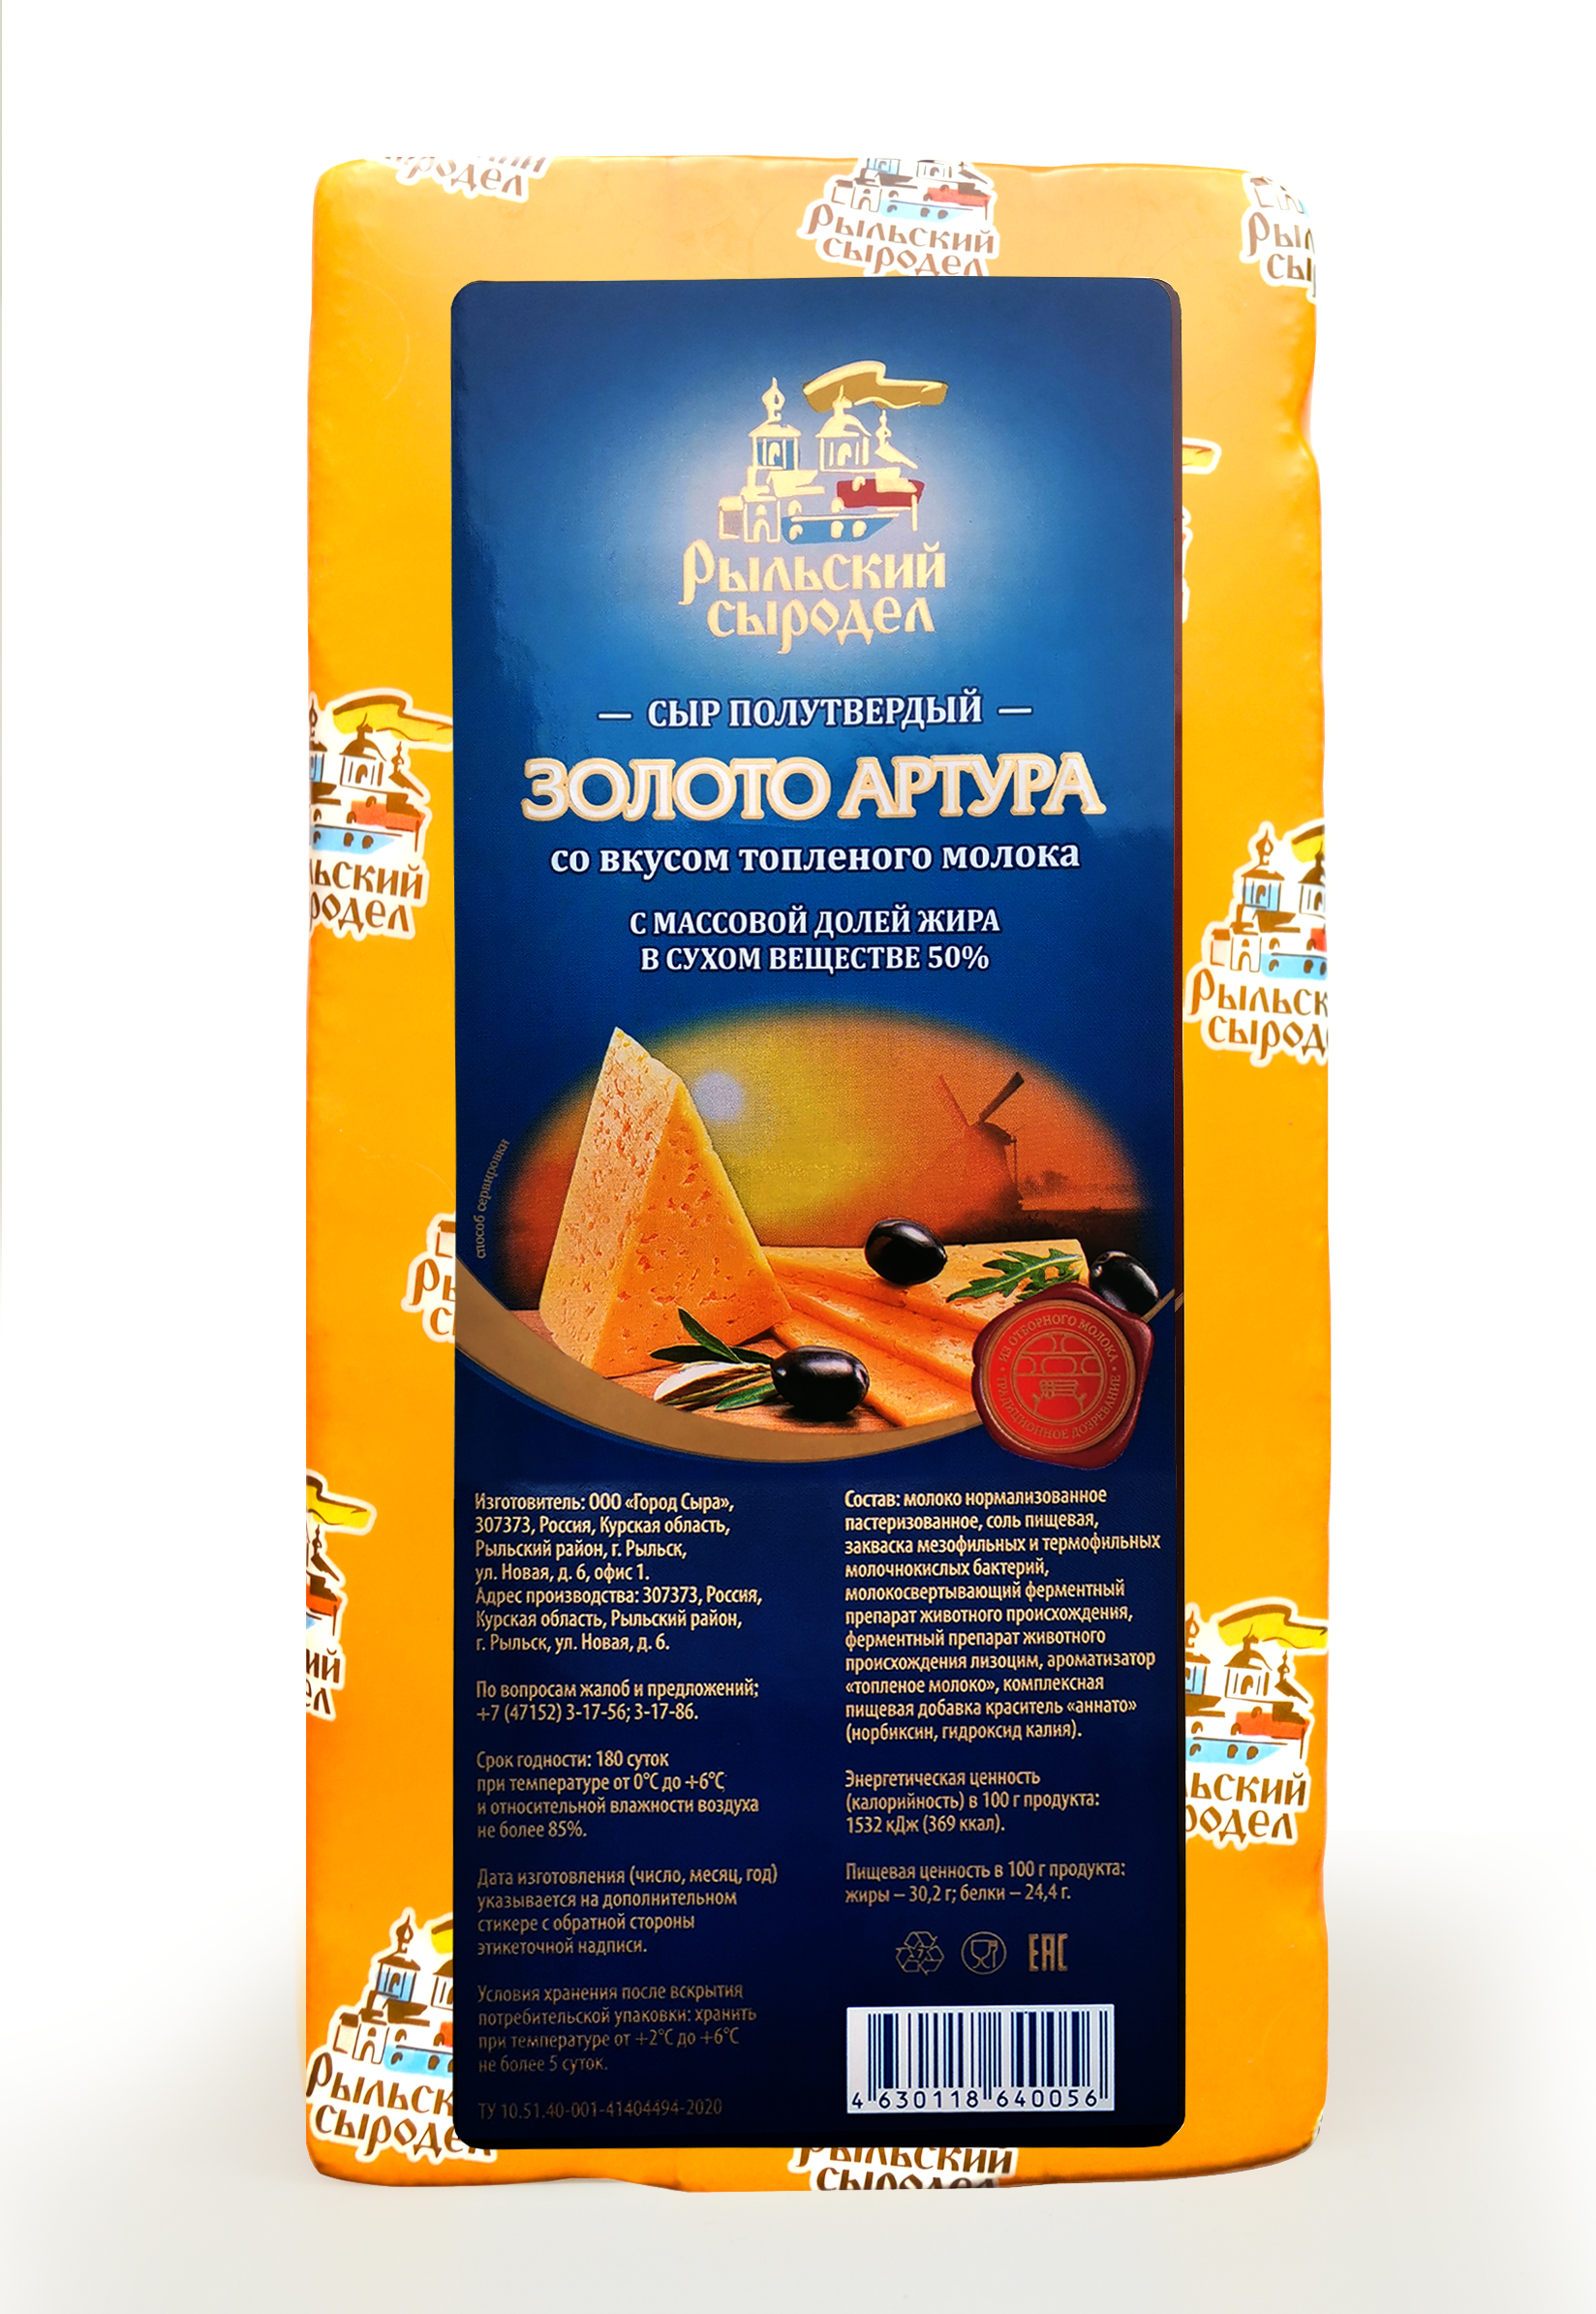 Рыльский
сыродел
Рыльский
сыродел
— СЫР ПОЛУТВЕРДЫЙ —
ЗОЛОТО АРТУРА
со вкусом топленого молока
С МАССОВОЙ ДОЛЕЙ ЖИРА
В СУХОМ ВЕЩЕСТВЕ 50%
способ сервировки
ИЗ ОТБОРНОГО МОЛОКА • ТРАДИЦИОННОЕ ДОЗРЕВАНИЕ •
Изготовитель: ООО «Город Сыра»,
307373, Россия, Курская область,
Рыльский район, г. Рыльск,
ул. Новая, д. 6, офис 1.
Адрес производства: 307373, Россия,
Курская область, Рыльский район,
г. Рыльск, ул. Новая, д. 6.
По вопросам жалоб и предложений;
+7 (47152) 3-17-56; 3-17-86.
Срок годности: 180 суток
при температуре от 0°С до +6°С
и относительной влажности воздуха
не более 85%.
Дата изготовления (число, месяц, год)
указывается на дополнительном
стикере с обратной стороны
этикеточной надписи.
Условия хранения после вскрытия
потребительской упаковки: хранить
при температуре от +2°С до +6°С
не более 5 суток.
ТУ 10.51.40-001-41404494-2020
Состав: молоко нормализованное
пастеризованное, соль пищевая,
закваска мезофильных и термофильных
молочнокислых бактерий,
молокосвертывающий ферментный
препарат животного происхождения,
ферментный препарат животного
происхождения лизоцим, ароматизатор
«топленое молоко», комплексная
пищевая добавка краситель «аннато»
(норбиксин, гидроксид калия).
Энергетическая ценность
(калорийность) в 100 г продукта:
1532 кДж (369 ккал).
Пищевая ценность в 100 г продукта:
жиры – 30,2 г; белки – 24,4 г.
7
ЕАС
4 630118 640056